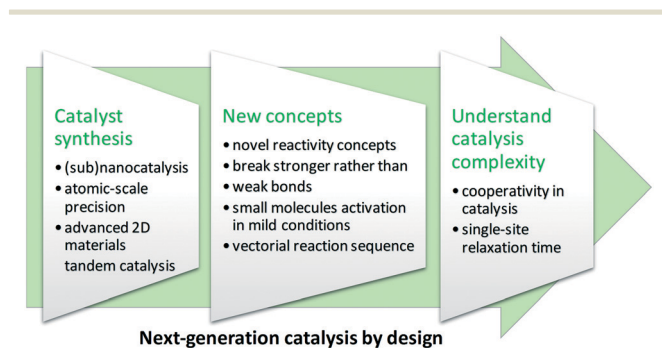 Catalyst
synthesis
• (sub)nanocatalysis
• atomic-scale
precision
• advanced 2D
materials
tandem catalysis
New concepts
• novel reactivity concepts
• break stronger rather than
• weak bonds
• small molecules activation
in mild conditions
• vectorial reaction sequence
Understand
catalysis
complexity
• cooperativity in
catalysis
• single-site
relaxation time
Next-generation catalysis by design